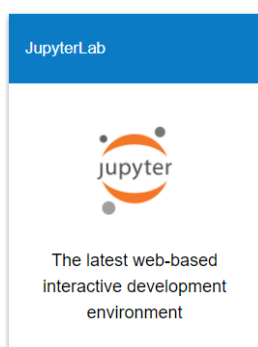 JupyterLab
jupyter
The latest web-based
interactive development
environment